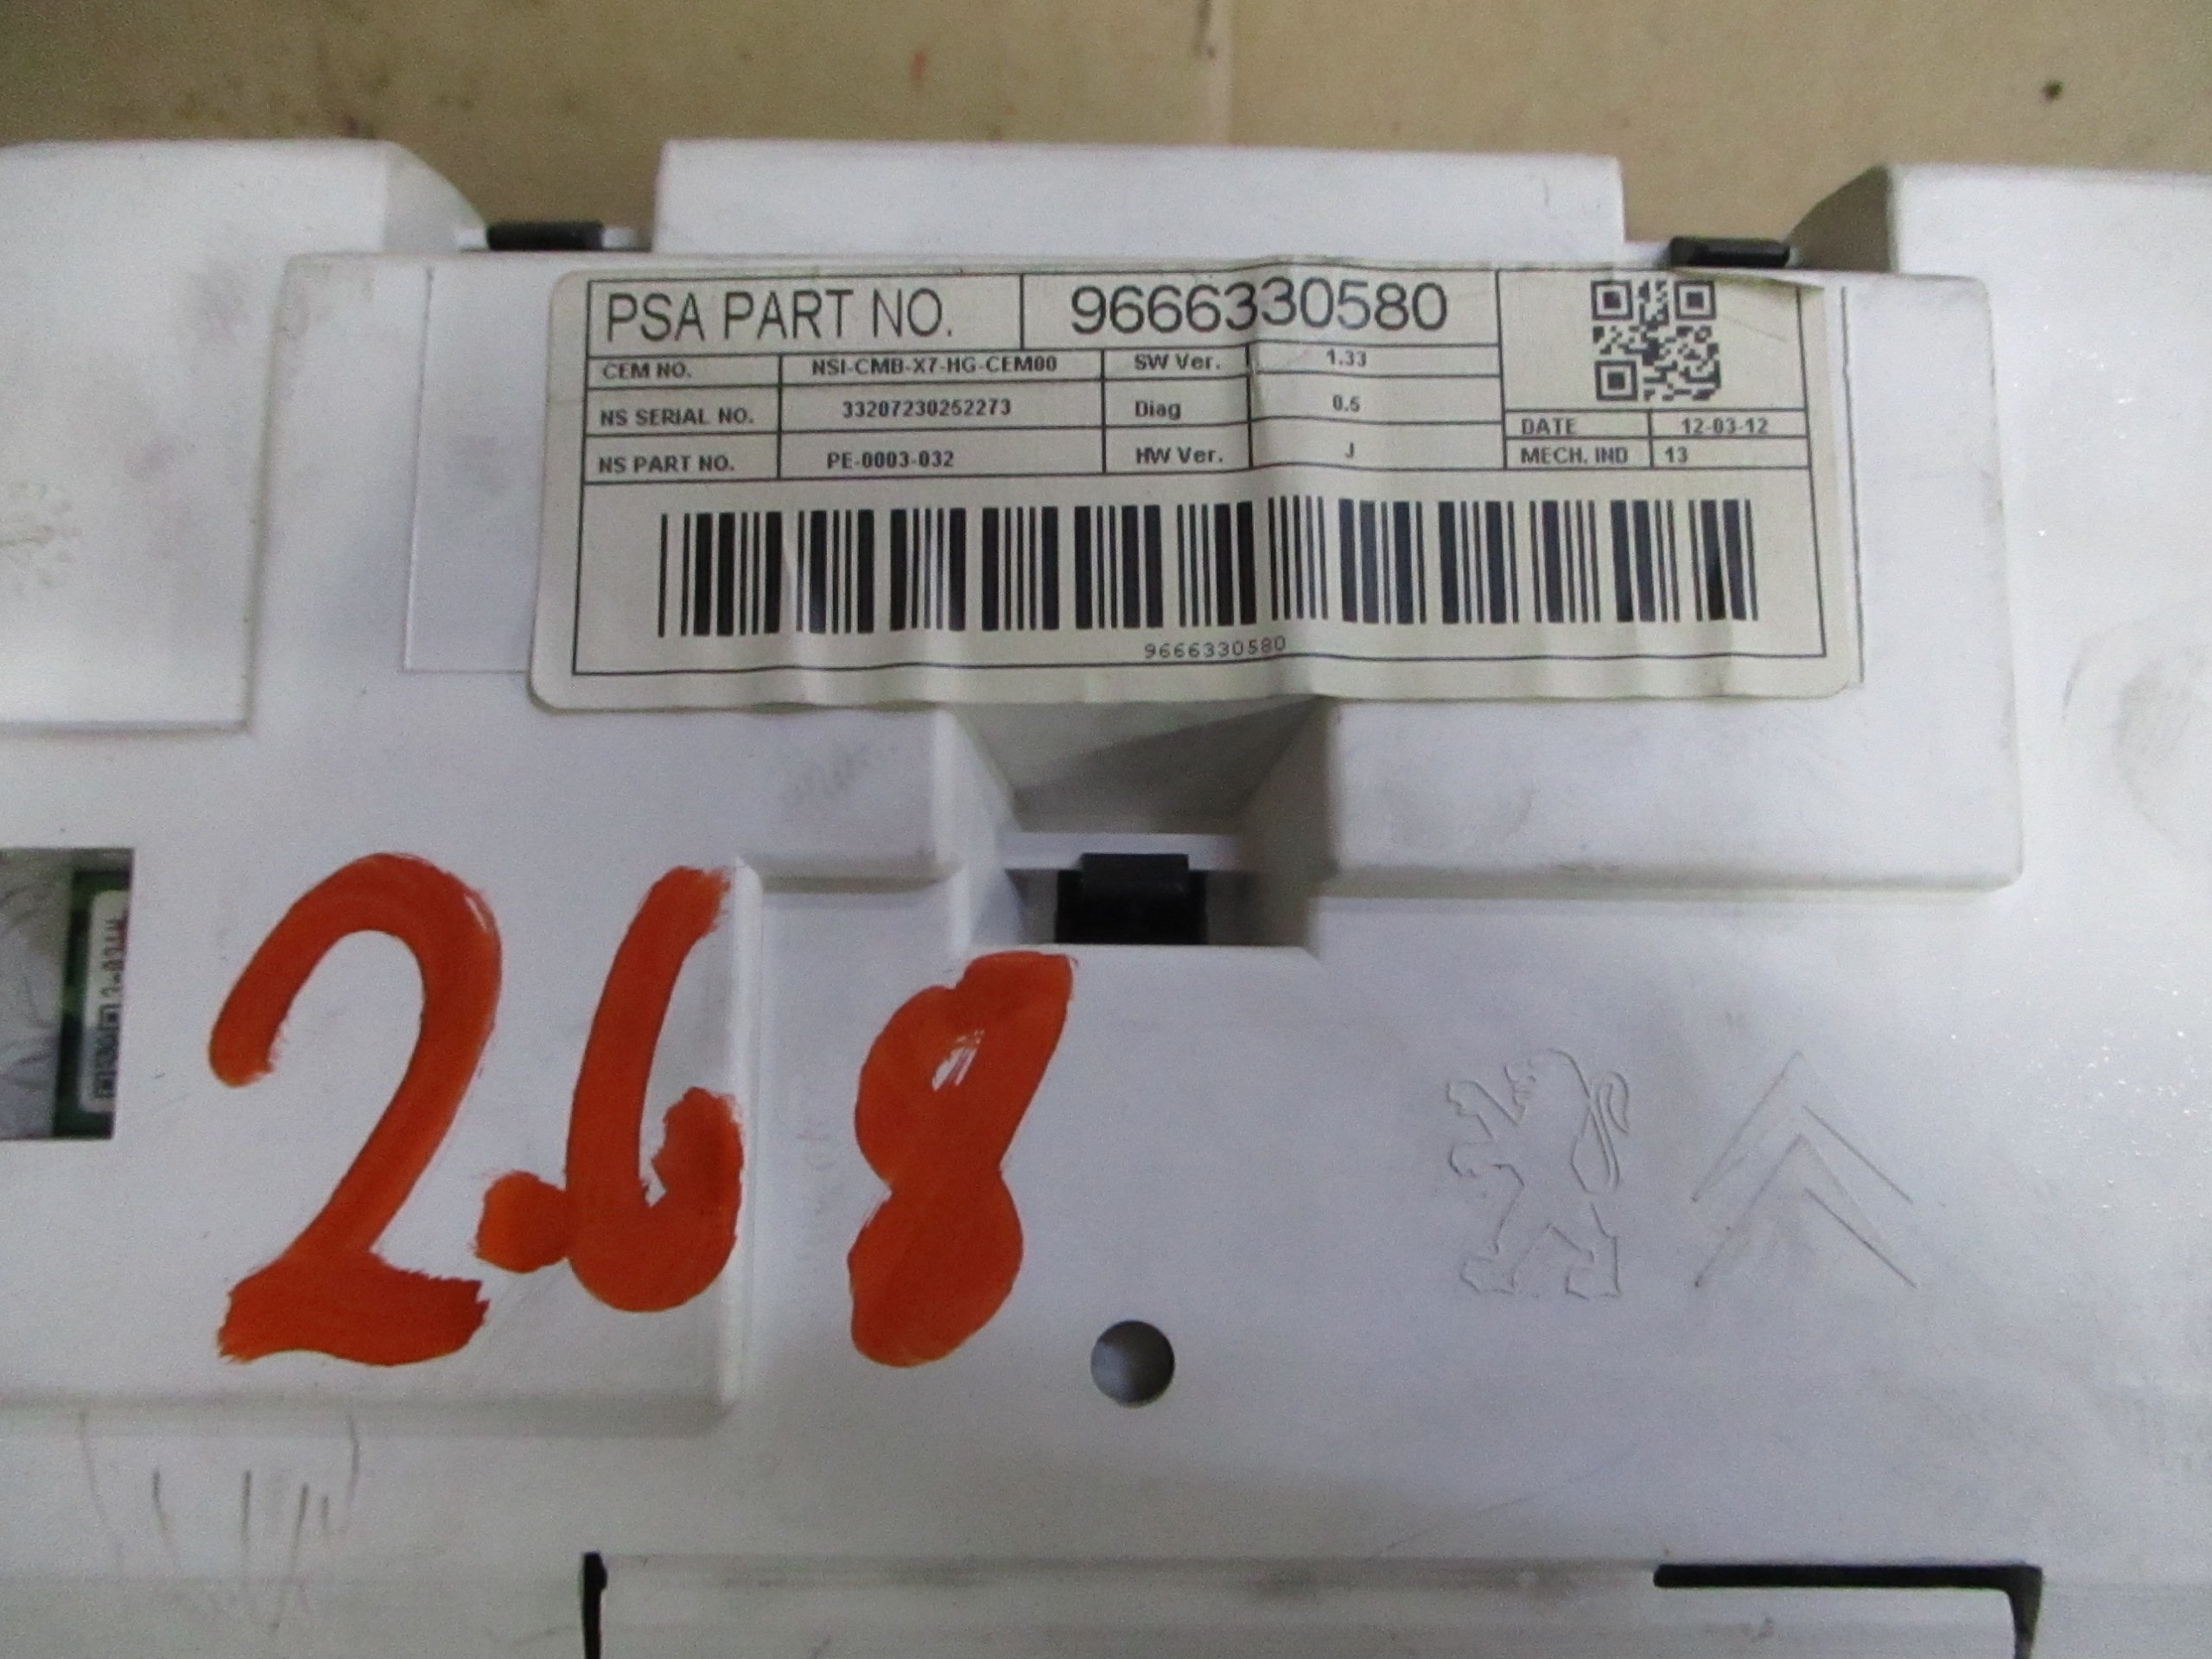 PSA PART NO. 9666330580
CEM NO. NSI-CMB-X7-HG-CEM00 SW Ver. 1.33
NS SERIAL NO. 33207230252273 Diag 0.5
DATE 12-03-12
NS PART NO. PE-0003-032 HW Ver. J
MECH. IND 13
9666330580
2.68